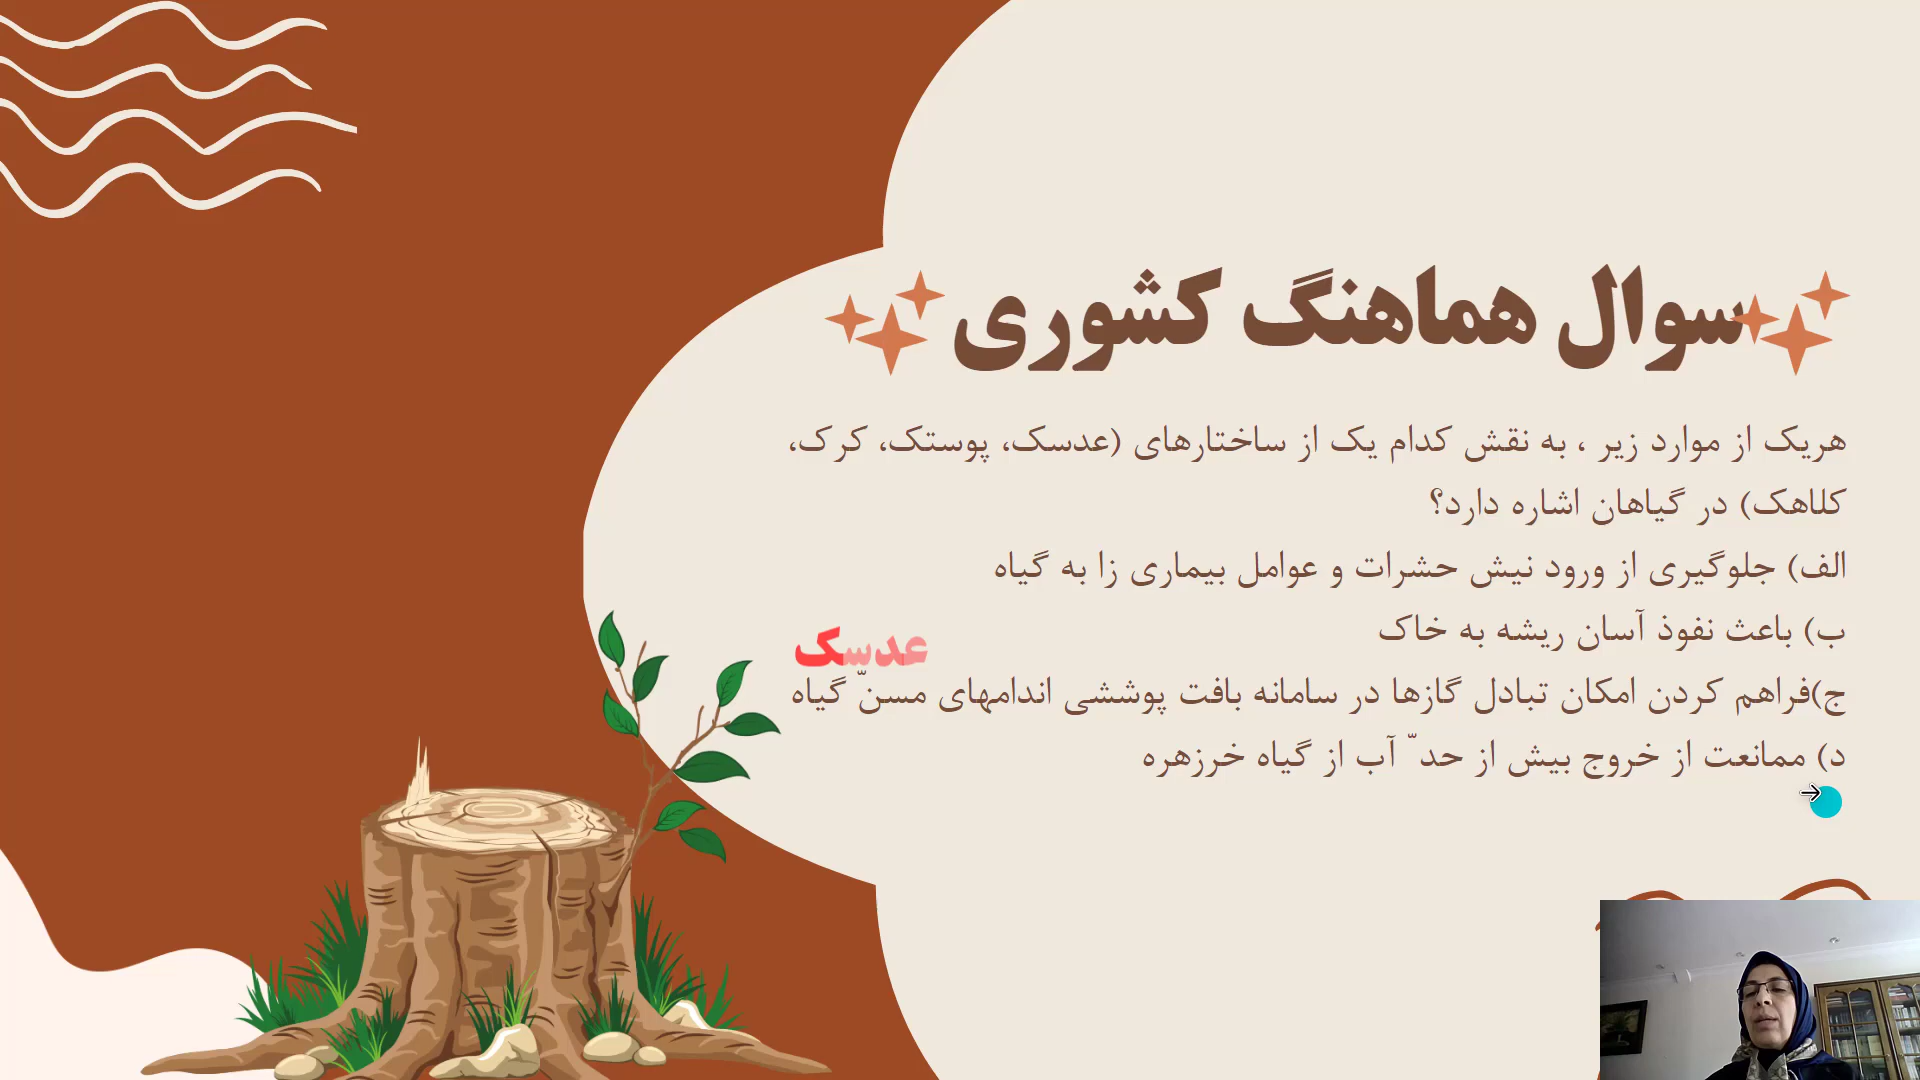 سوال هماهنگ کشوری
هریک از موارد زیر ، به نقش کدام یک از ساختارهای (عدسک، پوستک، کرک،
کلاهک) در گیاهان اشاره دارد؟
الف) جلوگیری از ورود نیش حشرات و عوامل بیماری زا به گیاه
ب) باعث نفوذ آسان ریشه به خاک
عدسک
ج)فراهم کردن امکان تبادل گازها در سامانه بافت پوششی اندامهای مسنّ گیاه
د) ممانعت از خروج بیش از حد ّ آب از گیاه خرزهره